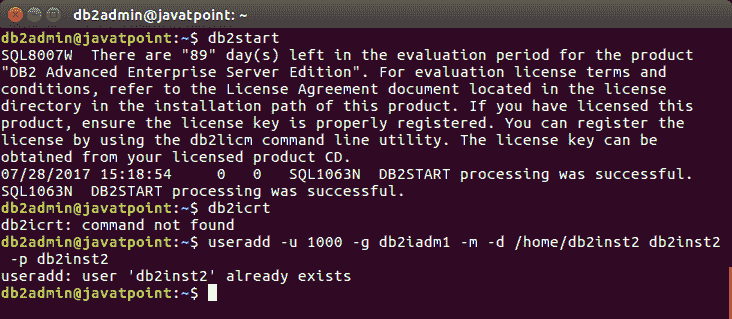 db2admin@javatpoint: ~
db2admin@javatpoint:~$ db2start
SQL8007W  There are "89" day(s) left in the evaluation period for the product
"DB2 Advanced Enterprise Server Edition". For evaluation license terms and
conditions, refer to the License Agreement document located in the license
directory in the installation path of this product. If you have licensed this
product, ensure the license key is properly registered. You can register the
license by using the db2licm command line utility. The license key can be
obtained from your licensed product CD.
07/28/2017 15:18:54     0   0   SQL1063N  DB2START processing was successful.
SQL1063N  DB2START processing was successful.
db2admin@javatpoint:~$ db2icrt
db2icrt: command not found
db2admin@javatpoint:~$ useradd -u 1000 -g db2iadm1 -m -d /home/db2inst2 db2inst2
 -p db2inst2
useradd: user 'db2inst2' already exists
db2admin@javatpoint:~$